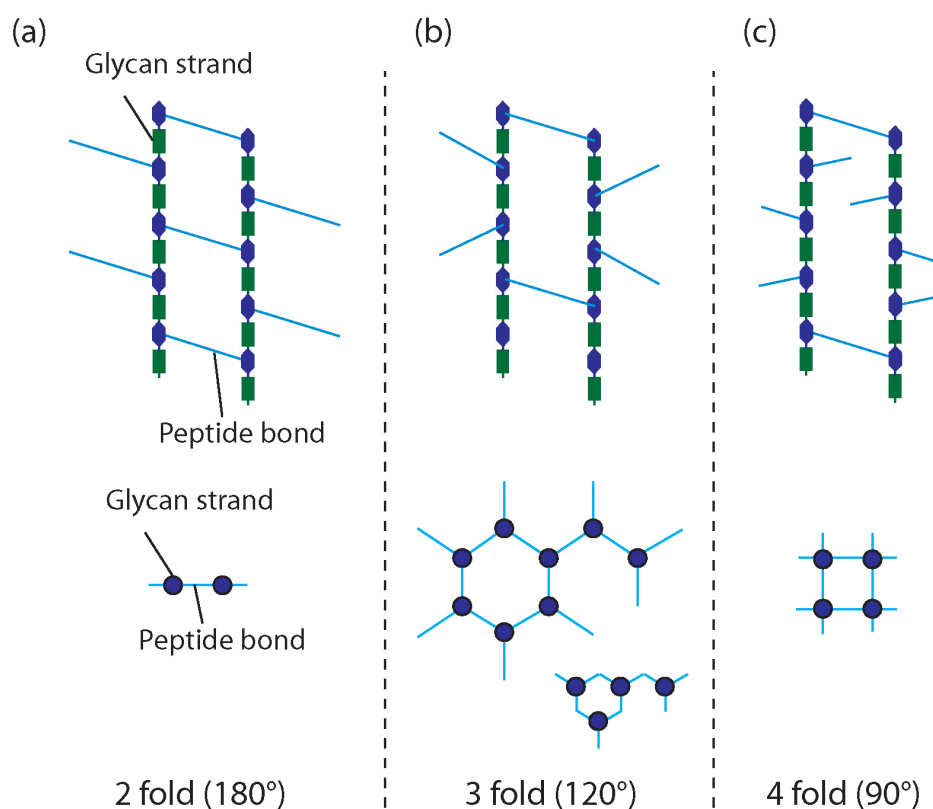 (a)
(b)
(c)
Glycan strand
Peptide bond
Glycan strand
Peptide bond
2 fold (180°)
3 fold (120°)
4 fold (90°)